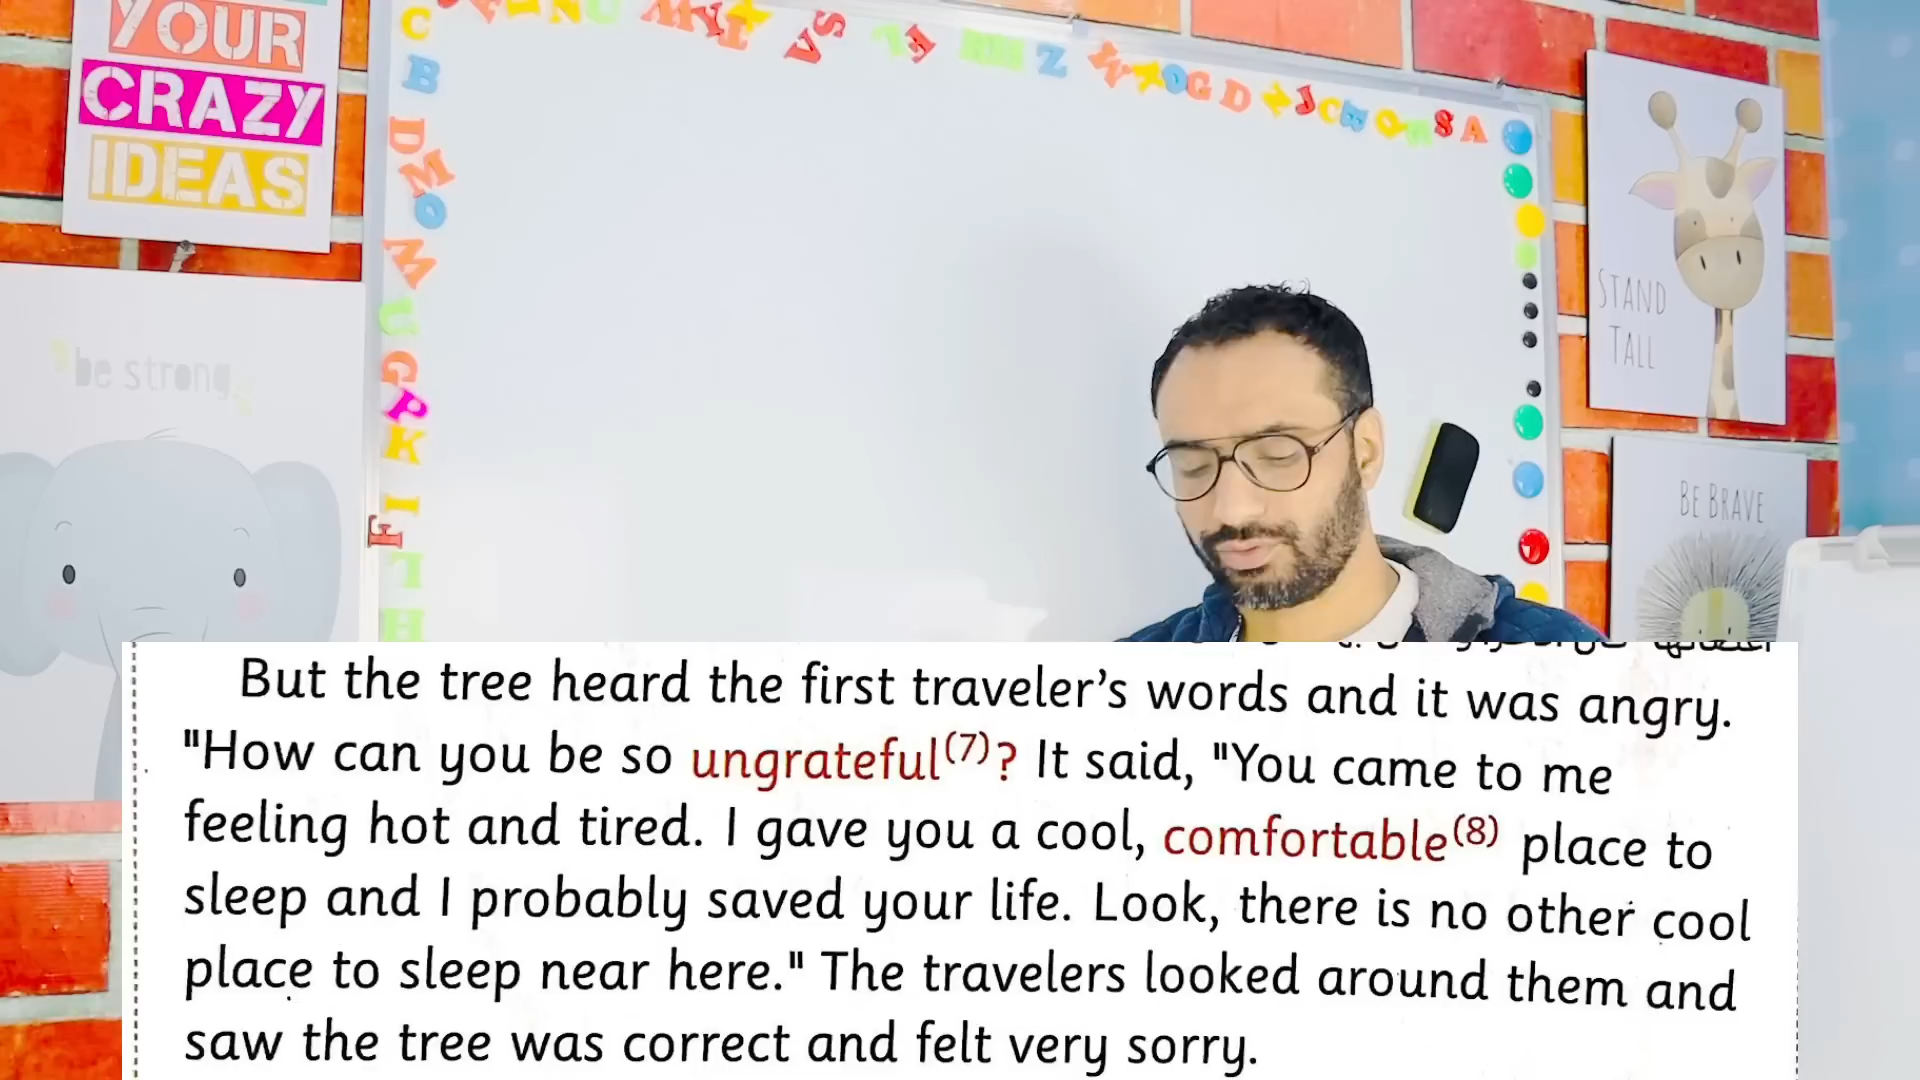 YOUR
CRAZY
IDEAS
be strong
STAND
TALL
BE BRAVE
But the tree heard the first traveler's words and it was angry.
"How can you be so ungrateful(7)? It said, "You came to me
feeling hot and tired. I gave you a cool, comfortable(8) place to
sleep and I probably saved your life. Look, there is no other cool
place to sleep near here." The travelers looked around them and
saw the tree was correct and felt very sorry.